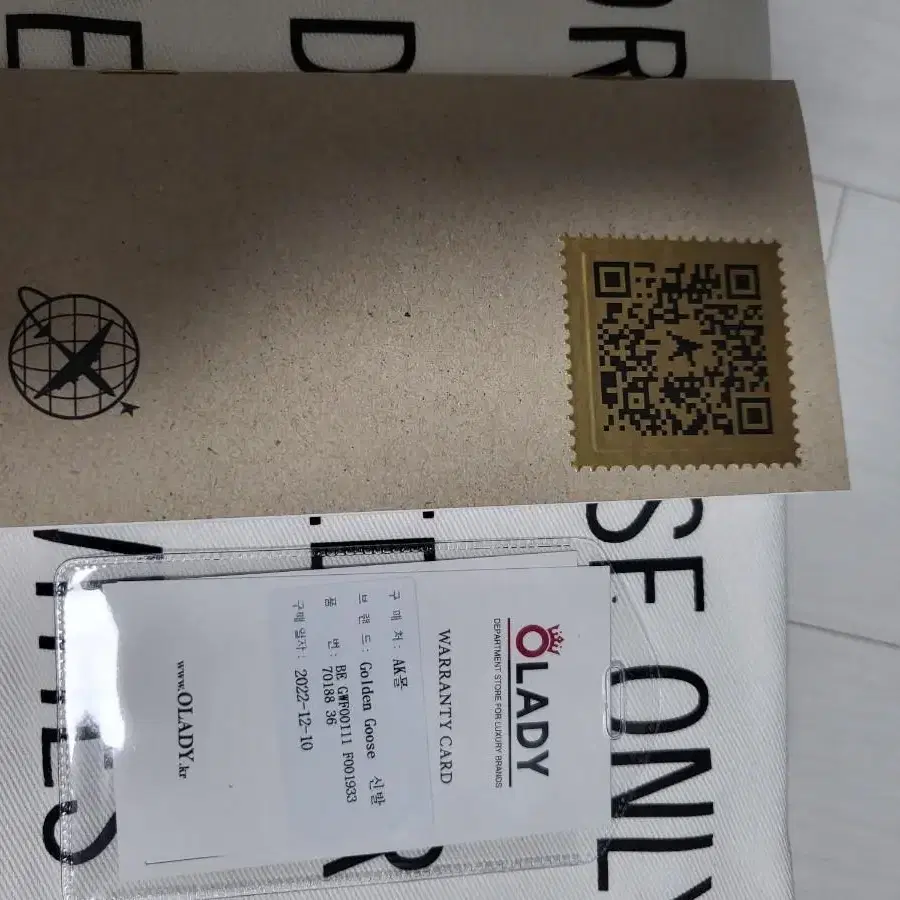 OLADY
DEPARTMENT STORE FOR LUXURY BRANDS
WARRANTY CARD
구 매 처 : AK몰
브 랜 드 : Golden Goose 신발
품 번 : BE GWF00111 F001933
70188 36
구매 일자 : 2022-12-10
www.OLADY.kr
SE ONLY